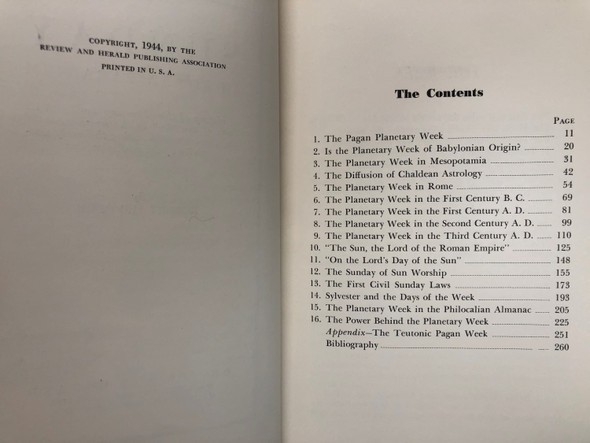 COPYRIGHT, 1944, BY THE
REVIEW AND HERALD PUBLISHING ASSOCIATION
PRINTED IN U. S. A.
The Contents
PAGE
1. The Pagan Planetary Week 11
2. Is the Planetary Week of Babylonian Origin? 20
3. The Planetary Week in Mesopotamia 31
4. The Diffusion of Chaldean Astrology 42
5. The Planetary Week in Rome 54
6. The Planetary Week in the First Century B. C. 69
7. The Planetary Week in the First Century A. D. 81
8. The Planetary Week in the Second Century A. D. 99
9. The Planetary Week in the Third Century A. D. 110
10. "The Sun, the Lord of the Roman Empire" 125
11. "On the Lord's Day of the Sun" 148
12. The Sunday of Sun Worship 155
13. The First Civil Sunday Laws 173
14. Sylvester and the Days of the Week 193
15. The Planetary Week in the Philocalian Almanac 205
16. The Power Behind the Planetary Week 225
Appendix—The Teutonic Pagan Week 251
Bibliography 260